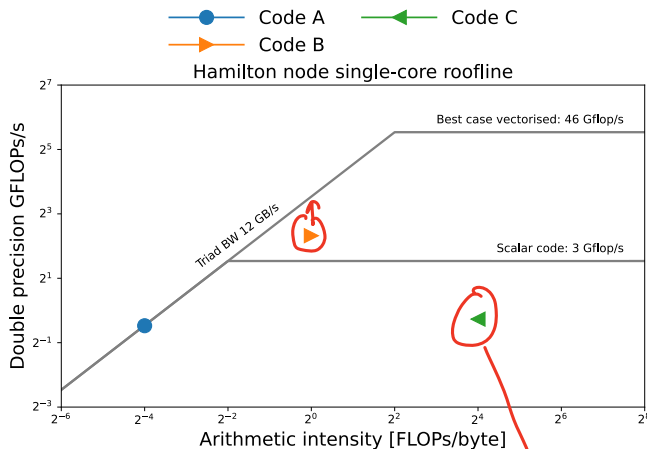 Code A
Code B
Code C
Hamilton node single-core roofline
Double precision GFLOPs/s
2^7
2^5
2^3
2^1
2^-1
2^-3
Best case vectorised: 46 Gflop/s
Triad BW 12 GB/s
Scalar code: 3 Gflop/s
2^-6 2^-4 2^-2 2^0 2^2 2^4 2^6 2^8
Arithmetic intensity [FLOPs/byte]